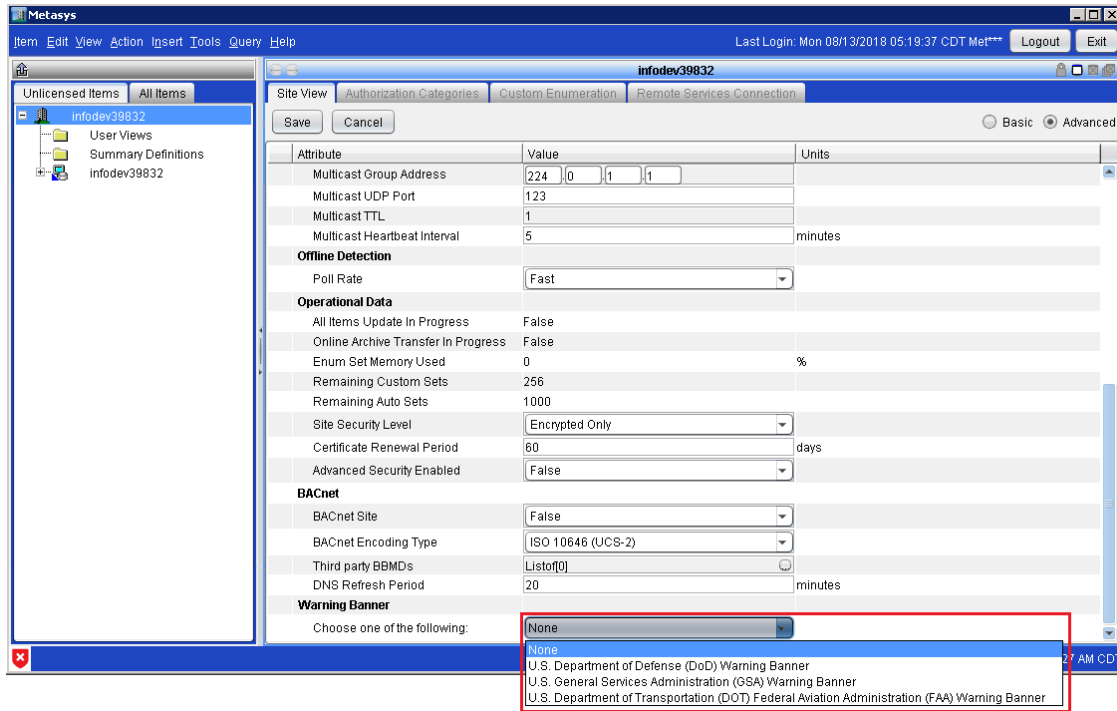 Metasys
Item Edit View Action Insert Tools Query Help Last Login: Mon 08/13/2018 05:19:37 CDT Met*** Logout Exit
infodev39832
Unlicensed Items All Items
Site View Authorization Categories Custom Enumeration Remote Services Connection
infodev39832
User Views
Summary Definitions
infodev39832
Save Cancel Basic Advanced
Attribute Value Units
Multicast Group Address 224 .0 .1 .1
Multicast UDP Port 123
Multicast TTL 1
Multicast Heartbeat Interval 5 minutes
Offline Detection
Poll Rate Fast
Operational Data
All Items Update In Progress False
Online Archive Transfer In Progress False
Enum Set Memory Used 0 %
Remaining Custom Sets 256
Remaining Auto Sets 1000
Site Security Level Encrypted Only
Certificate Renewal Period 60 days
Advanced Security Enabled False
BACnet
BACnet Site False
BACnet Encoding Type ISO 10646 (UCS-2)
Third party BBMDs Listof[0]
DNS Refresh Period 20 minutes
Warning Banner
Choose one of the following: None
None
U.S. Department of Defense (DoD) Warning Banner
U.S. General Services Administration (GSA) Warning Banner
U.S. Department of Transportation (DOT) Federal Aviation Administration (FAA) Warning Banner
27 AM CDT